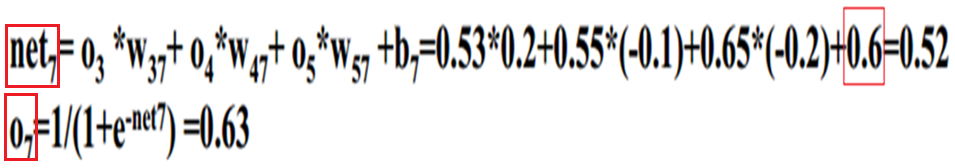 net₇= o₃ *w₃₇+ o₄*w₄₇+ o₅*w₅₇ +b₇=0.53*0.2+0.55*(-0.1)+0.65*(-0.2)+0.6=0.52
o₇=1/(1+e⁻ⁿᵉᵗ⁷) =0.63